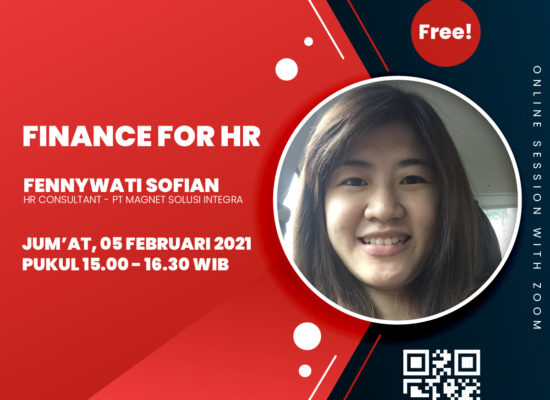 Free!
FINANCE FOR HR
FENNYWATI SOFIAN
HR CONSULTANT - PT MAGNET SOLUSI INTEGRA
JUM'AT, 05 FEBRUARI 2021
PUKUL 15.00 - 16.30 WIB
ONLINE SESSION WITH ZOOM